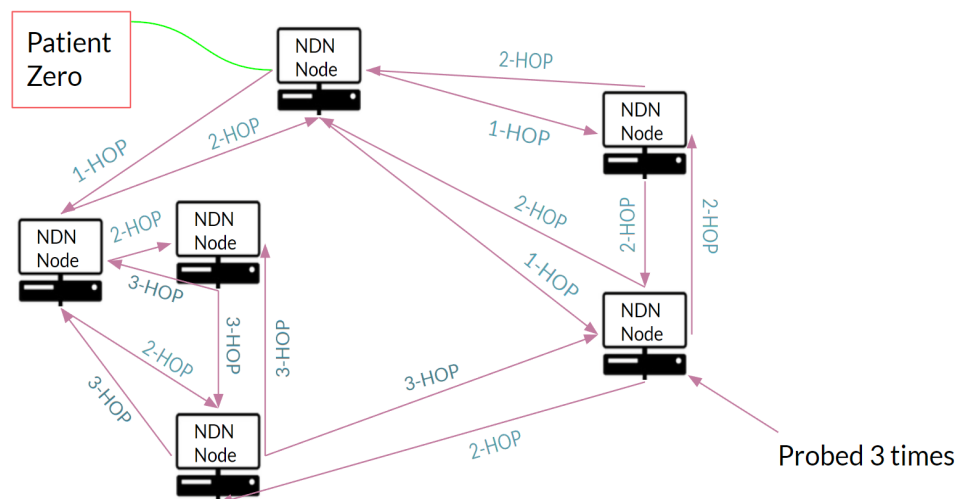 Patient
Zero
NDN
Node
2-HOP
1-HOP
NDN
Node
2-HOP
1-HOP
NDN
Node
2-HOP
NDN
Node
3-HOP
2-HOP
1-HOP
2-HOP
2-HOP
NDN
Node
2-HOP
3-HOP
3-HOP
3-HOP
3-HOP
NDN
Node
2-HOP
Probed 3 times